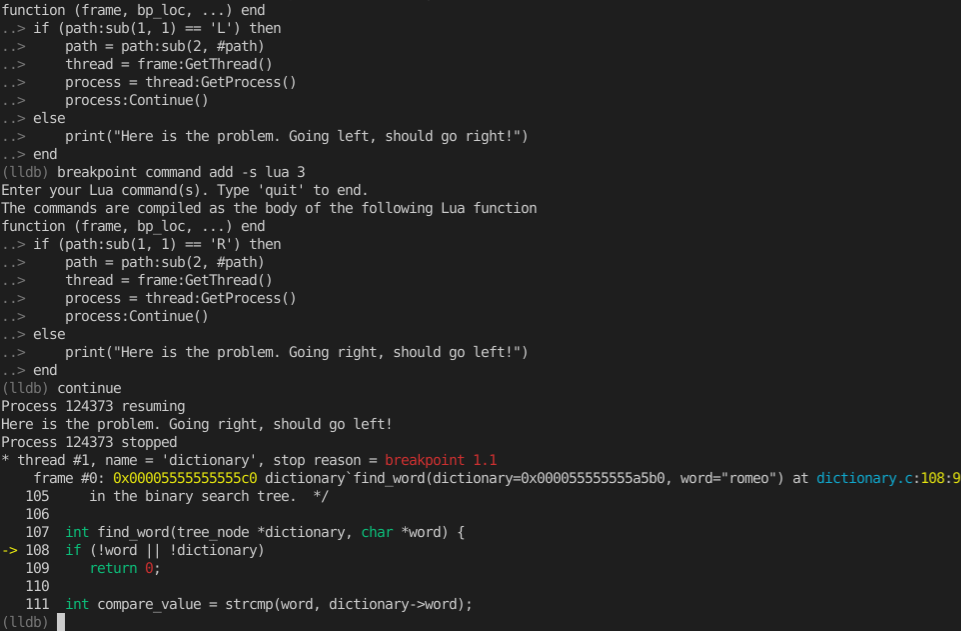 function (frame, bp_loc, ...) end
..> if (path:sub(1, 1) == 'L') then
..>     path = path:sub(2, #path)
..>     thread = frame:GetThread()
..>     process = thread:GetProcess()
..>     process:Continue()
..> else
..>     print("Here is the problem. Going left, should go right!")
..> end
(lldb) breakpoint command add -s lua 3
Enter your Lua command(s). Type 'quit' to end.
The commands are compiled as the body of the following Lua function
function (frame, bp_loc, ...) end
..> if (path:sub(1, 1) == 'R') then
..>     path = path:sub(2, #path)
..>     thread = frame:GetThread()
..>     process = thread:GetProcess()
..>     process:Continue()
..> else
..>     print("Here is the problem. Going right, should go left!")
..> end
(lldb) continue
Process 124373 resuming
Here is the problem. Going right, should go left!
Process 124373 stopped
* thread #1, name = 'dictionary', stop reason = breakpoint 1.1
    frame #0: 0x00005555555555c0 dictionary`find_word(dictionary=0x000055555555a5b0, word="romeo") at dictionary.c:108:9
   105     in the binary search tree.  */
   106
   107  int find_word(tree_node *dictionary, char *word) {
-> 108  if (!word || !dictionary)
   109     return 0;
   110
   111  int compare_value = strcmp(word, dictionary->word);
(lldb)